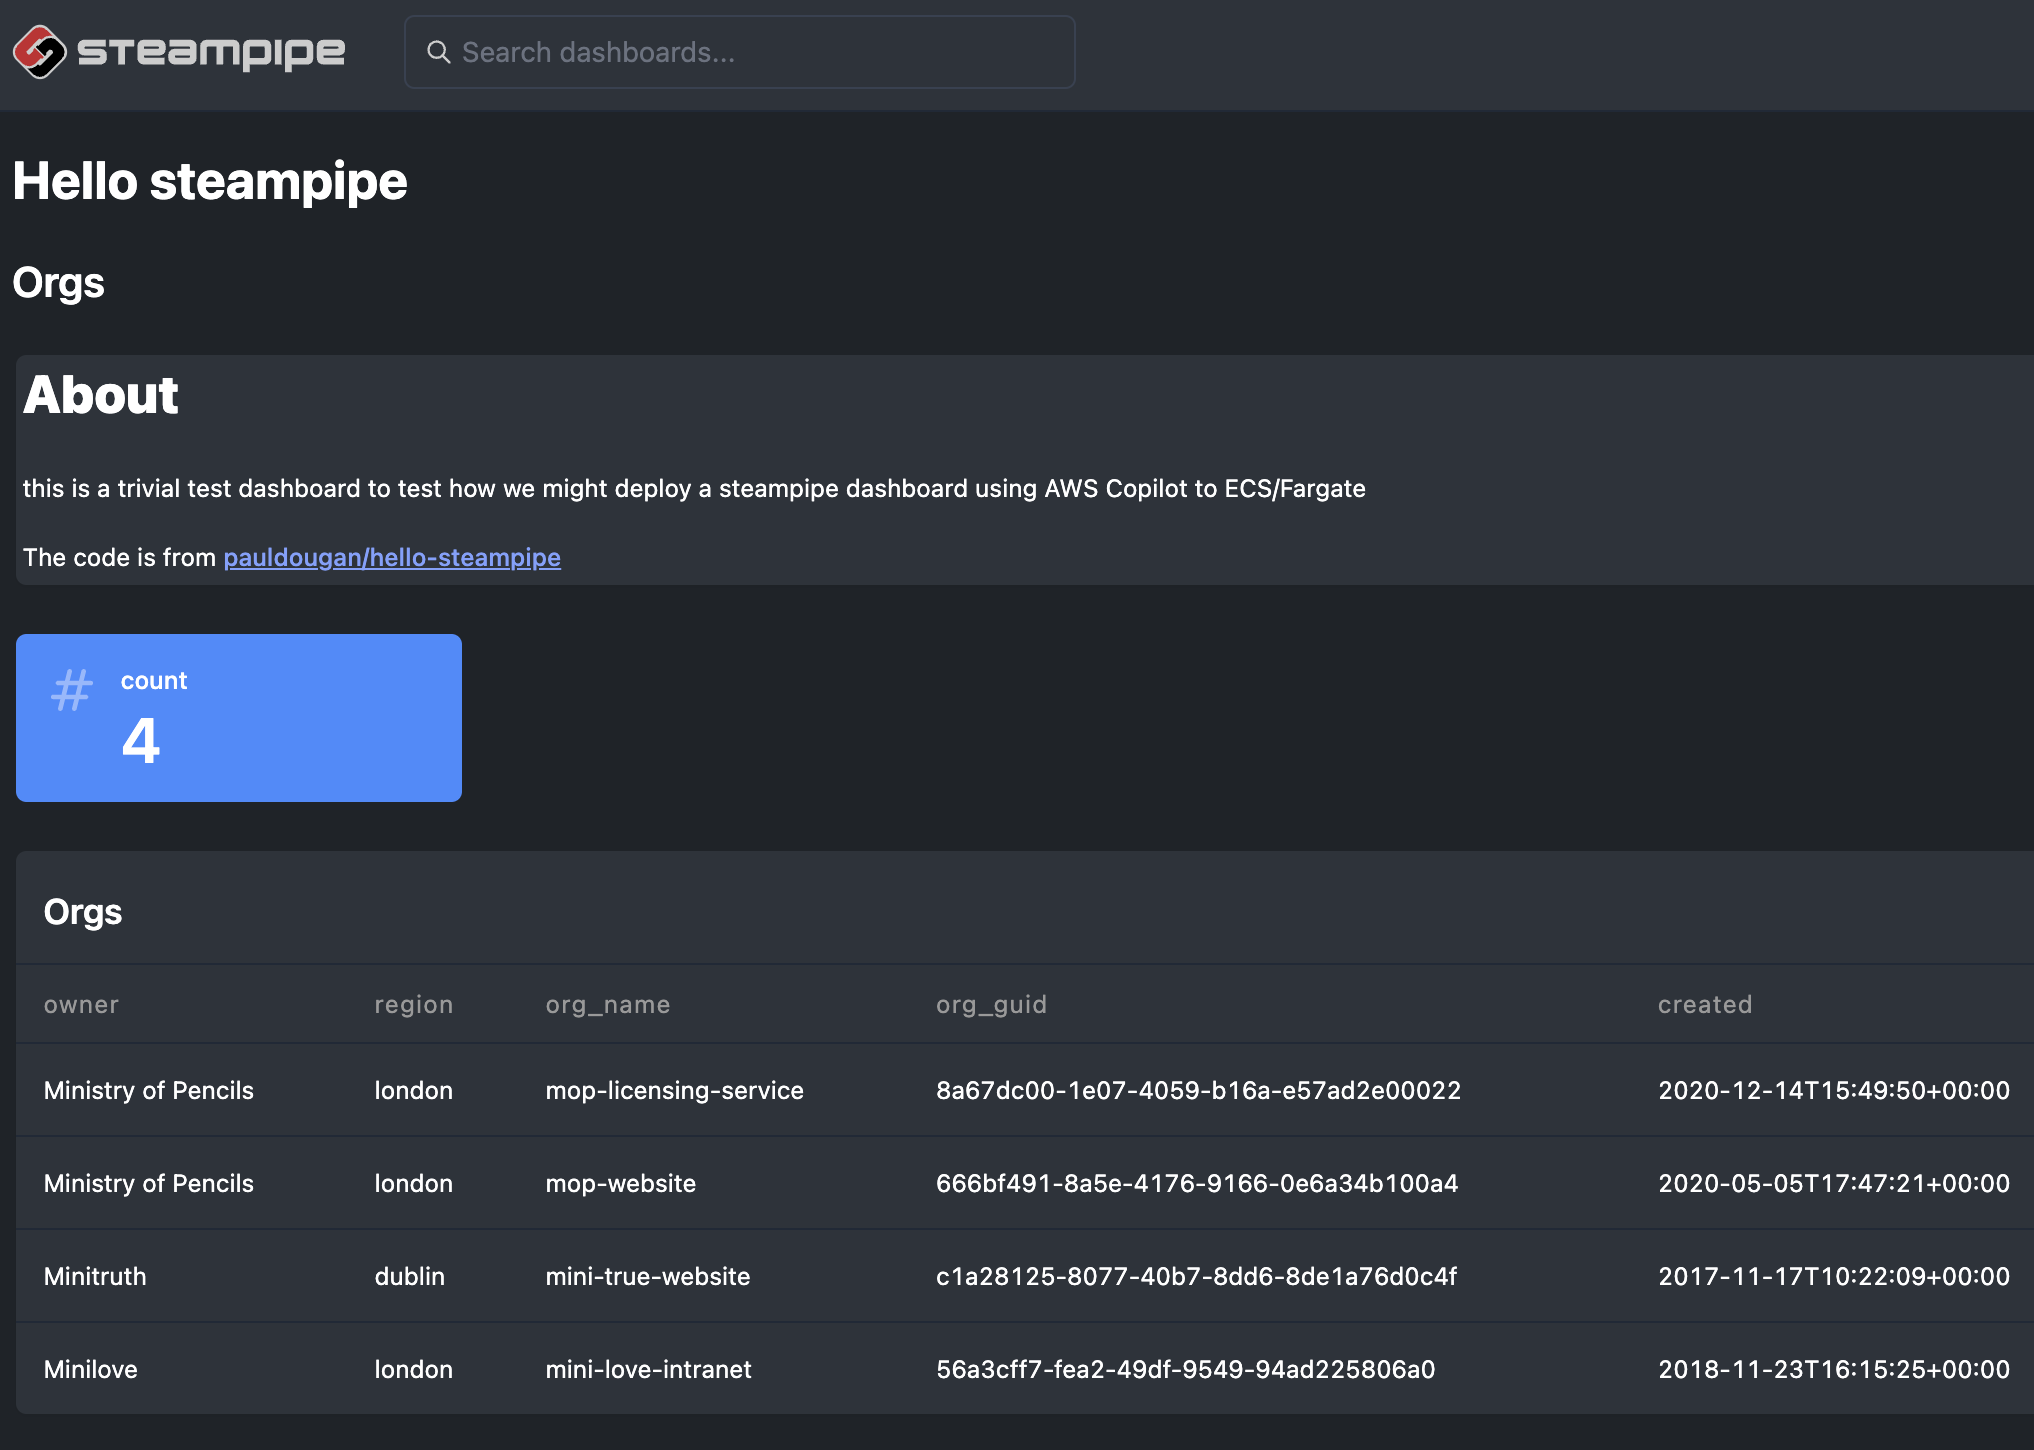 steampipe
Search dashboards...
Hello steampipe
Orgs
About
this is a trivial test dashboard to test how we might deploy a steampipe dashboard using AWS Copilot to ECS/Fargate
The code is from pauldougan/hello-steampipe
# count
4
Orgs
owner region org_name org_guid created
Ministry of Pencils london mop-licensing-service 8a67dc00-1e07-4059-b16a-e57ad2e00022 2020-12-14T15:49:50+00:00
Ministry of Pencils london mop-website 666bf491-8a5e-4176-9166-0e6a34b100a4 2020-05-05T17:47:21+00:00
Minitruth dublin mini-true-website c1a28125-8077-40b7-8dd6-8de1a76d0c4f 2017-11-17T10:22:09+00:00
Minilove london mini-love-intranet 56a3cff7-fea2-49df-9549-94ad225806a0 2018-11-23T16:15:25+00:00